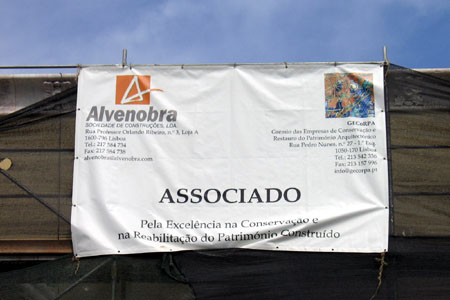 Alvenobra
SOCIEDADE DE CONSTRUÇÕES, LDA.
Rua Professor Orlando Ribeiro, n.º 3, Loja A
1600-796 Lisboa
Tel.: 217 584 734
Fax: 217 584 738
alvenobra@alvenobra.com
GECoRPA
Grémio das Empresas de Conservação e
Restauro do Património Arquitectónico
Rua Pedro Nunes, n.º 27 - 1.º Esq.
1050-170 Lisboa
Tel.: 213 542 336
Fax: 213 157 996
info@gecorpa.pt
ASSOCIADO
Pela Excelência na Conservação e
na Reabilitação do Património Construído